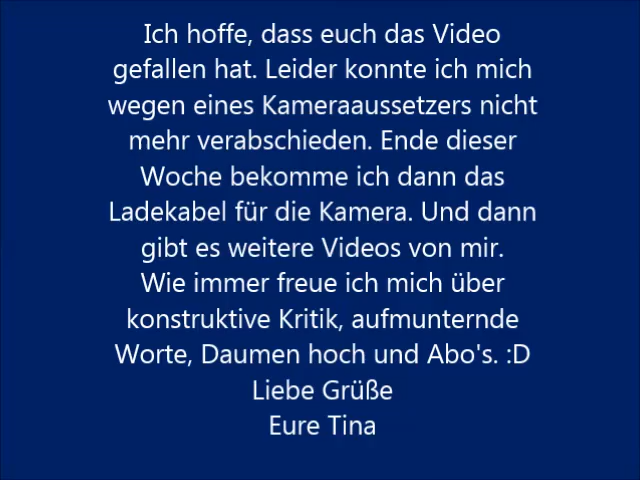 Ich hoffe, dass euch das Video
gefallen hat. Leider konnte ich mich
wegen eines Kameraaussetzers nicht
mehr verabschieden. Ende dieser
Woche bekomme ich dann das
Ladekabel für die Kamera. Und dann
gibt es weitere Videos von mir.
Wie immer freue ich mich über
konstruktive Kritik, aufmunternde
Worte, Daumen hoch und Abo's. :D
Liebe Grüße
Eure Tina